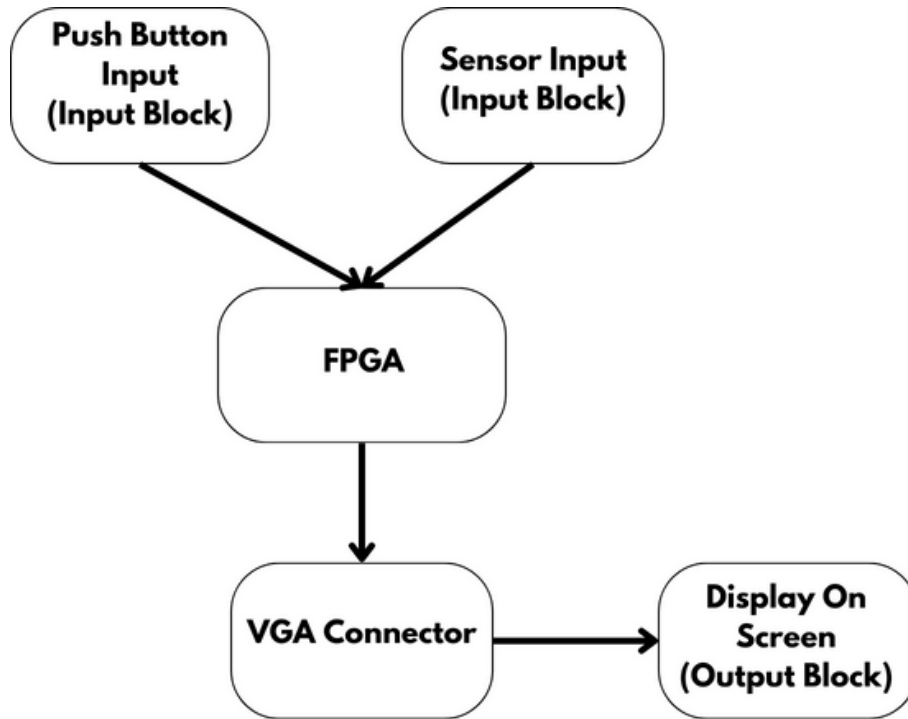 Push Button
Input
(Input Block)
Sensor Input
(Input Block)
FPGA
VGA Connector
Display On
Screen
(Output Block)